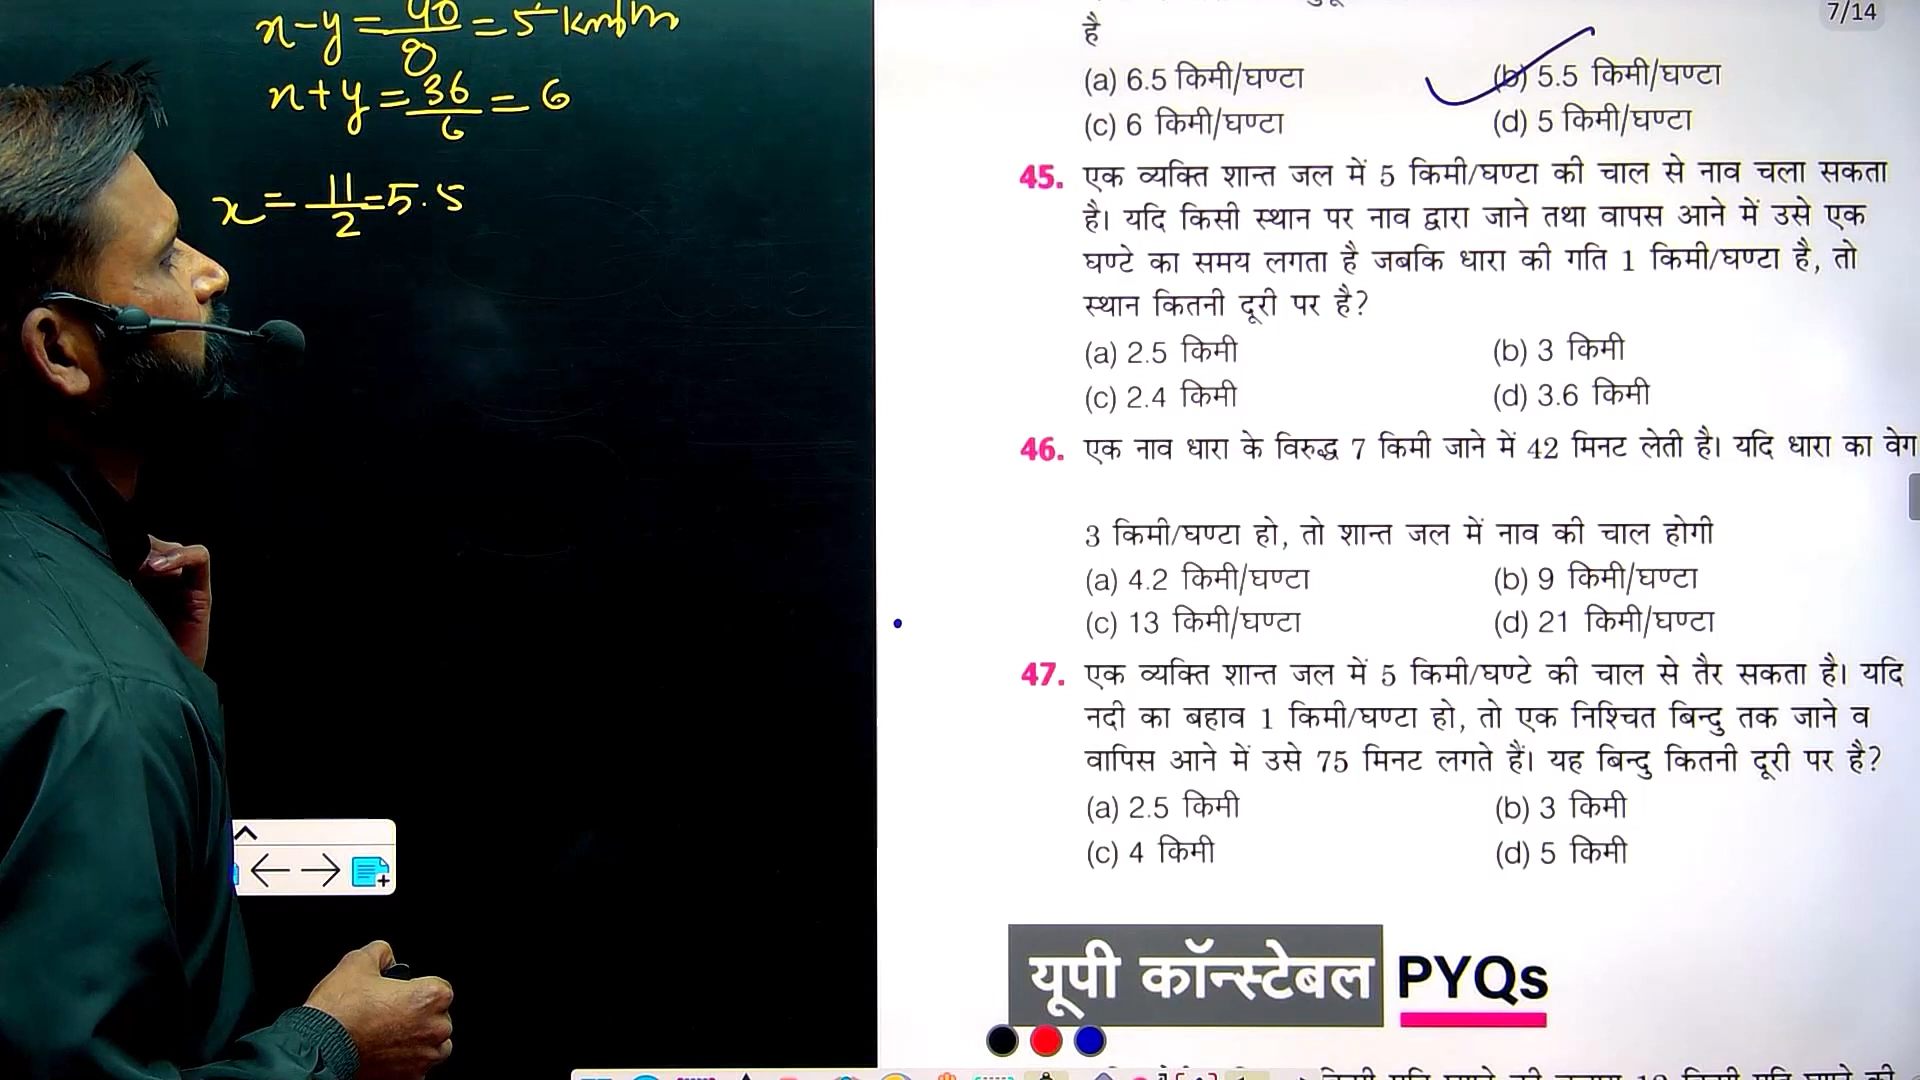 x-y=40/8=5 km/h
x+y=36/6=6
x=11/2=5.5
7/14
है
(a) 6.5 किमी/घण्टा (b) 5.5 किमी/घण्टा
(c) 6 किमी/घण्टा (d) 5 किमी/घण्टा
45. एक व्यक्ति शान्त जल में 5 किमी/घण्टा की चाल से नाव चला सकता
है। यदि किसी स्थान पर नाव द्वारा जाने तथा वापस आने में उसे एक
घण्टे का समय लगता है जबकि धारा की गति 1 किमी/घण्टा है, तो
स्थान कितनी दूरी पर है?
(a) 2.5 किमी (b) 3 किमी
(c) 2.4 किमी (d) 3.6 किमी
46. एक नाव धारा के विरुद्ध 7 किमी जाने में 42 मिनट लेती है। यदि धारा का वेग
3 किमी/घण्टा हो, तो शान्त जल में नाव की चाल होगी
(a) 4.2 किमी/घण्टा (b) 9 किमी/घण्टा
(c) 13 किमी/घण्टा (d) 21 किमी/घण्टा
47. एक व्यक्ति शान्त जल में 5 किमी/घण्टे की चाल से तैर सकता है। यदि
नदी का बहाव 1 किमी/घण्टा हो, तो एक निश्चित बिन्दु तक जाने व
वापिस आने में उसे 75 मिनट लगते हैं। यह बिन्दु कितनी दूरी पर है?
(a) 2.5 किमी (b) 3 किमी
(c) 4 किमी (d) 5 किमी
यूपी कॉन्स्टेबल PYQs